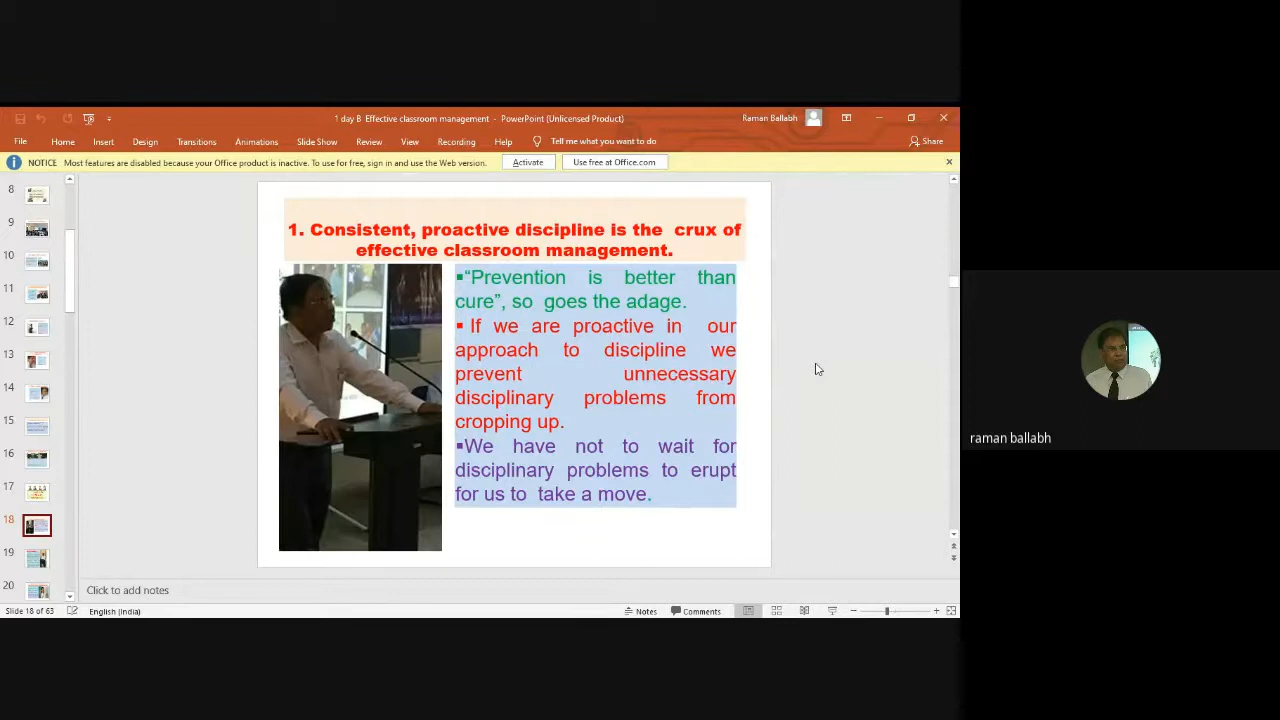 1 day B  Effective classroom management  -  PowerPoint (Unlicensed Product)
Raman Ballabh
File Home Insert Design Transitions Animations Slide Show Review View Recording Help Tell me what you want to do Share
NOTICE Most features are disabled because your Office product is inactive. To use for free, sign in and use the Web version. Activate Use free at Office.com
8
9
10
11
12
13
14
15
16
17
18
19
20
1. Consistent, proactive discipline is the  crux of
effective classroom management.
▪“Prevention is better than
cure”, so  goes the adage.
▪ If we are proactive in our
approach to discipline we
prevent unnecessary
disciplinary problems from
cropping up.
▪We have not to wait for
disciplinary problems to erupt
for us to  take a move.
raman ballabh
Click to add notes
Slide 18 of 63 English (India) Notes Comments